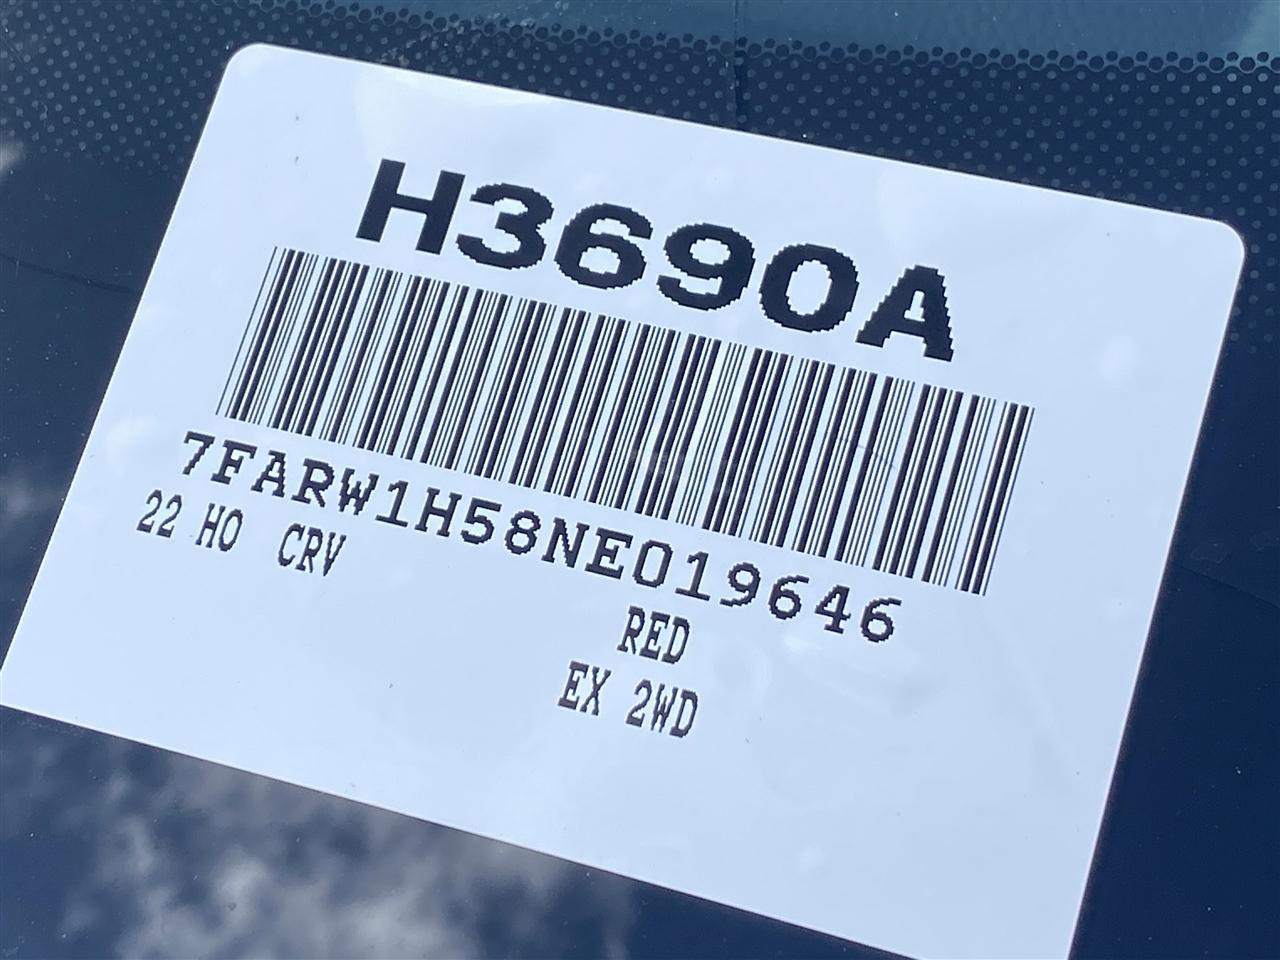 H3690A
7FARW1H58NE019646
22 HO CRV
RED
EX 2WD